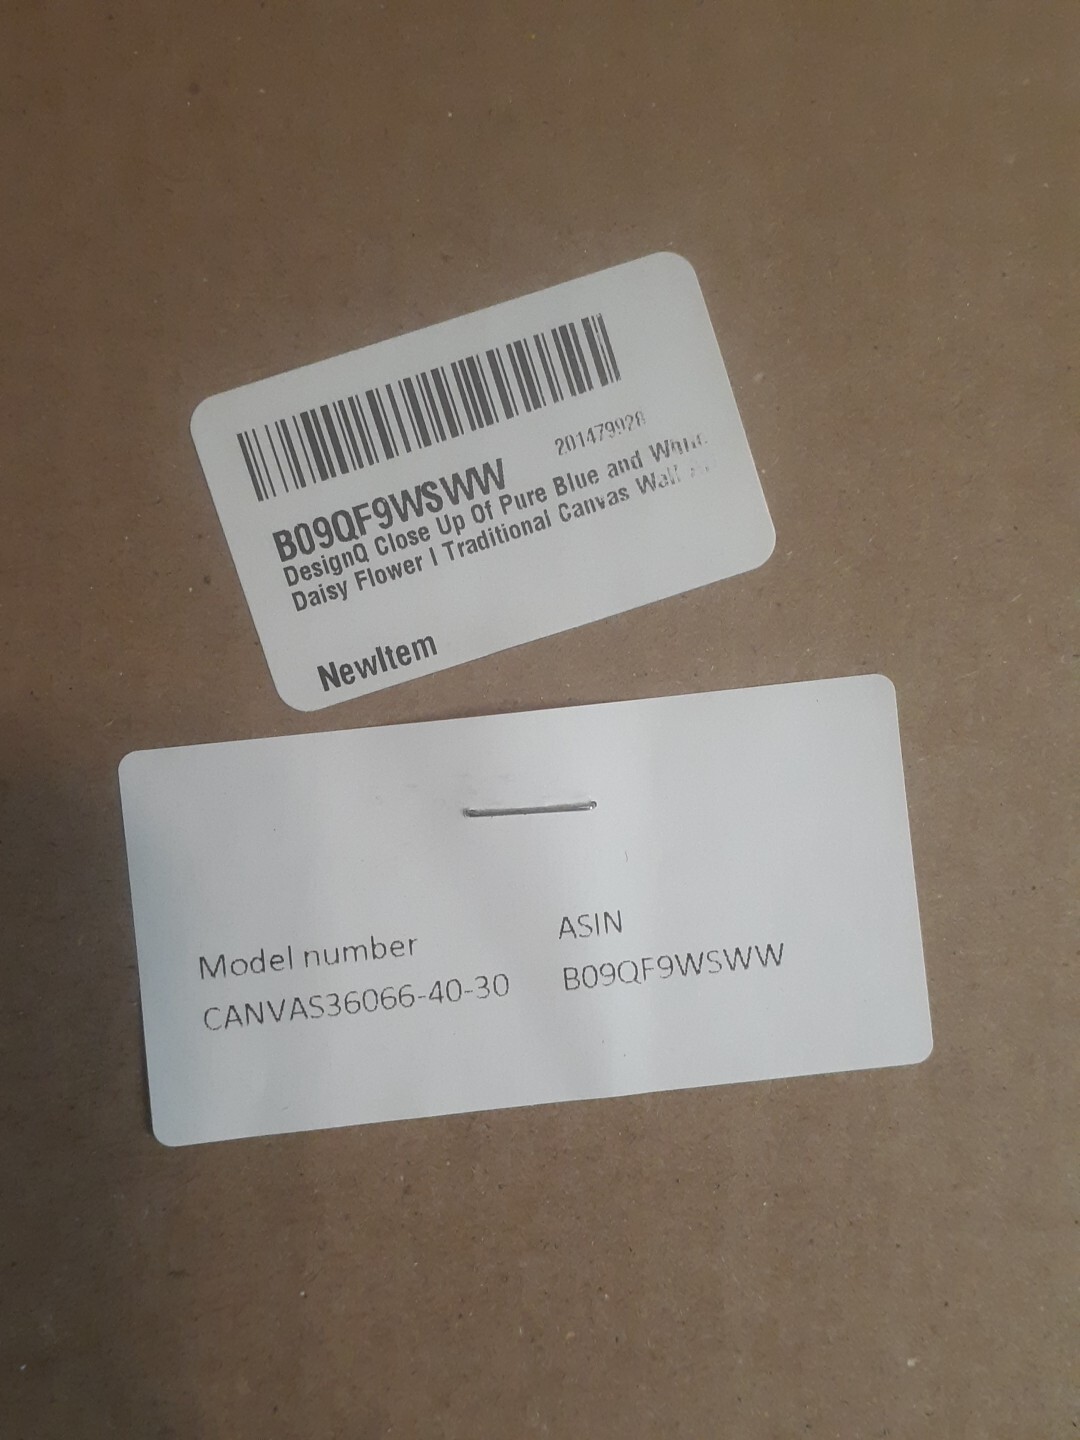 201479928
B09QF9WSWW
DesignQ Close Up Of Pure Blue and White
Daisy Flower I Traditional Canvas Wall
NewItem
Model number
CANVAS36066-40-30
ASIN
B09QF9WSWW